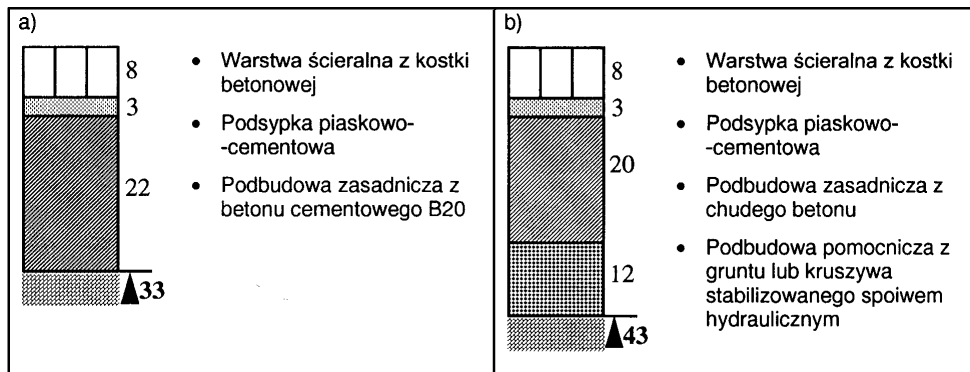 a)
8
3
22
33
• Warstwa ścieralna z kostki
betonowej
• Podsypka piaskowo-
-cementowa
• Podbudowa zasadnicza z
betonu cementowego B20
b)
8
3
20
12
43
• Warstwa ścieralna z kostki
betonowej
• Podsypka piaskowo-
-cementowa
• Podbudowa zasadnicza z
chudego betonu
• Podbudowa pomocnicza z
gruntu lub kruszywa
stabilizowanego spoiwem
hydraulicznym